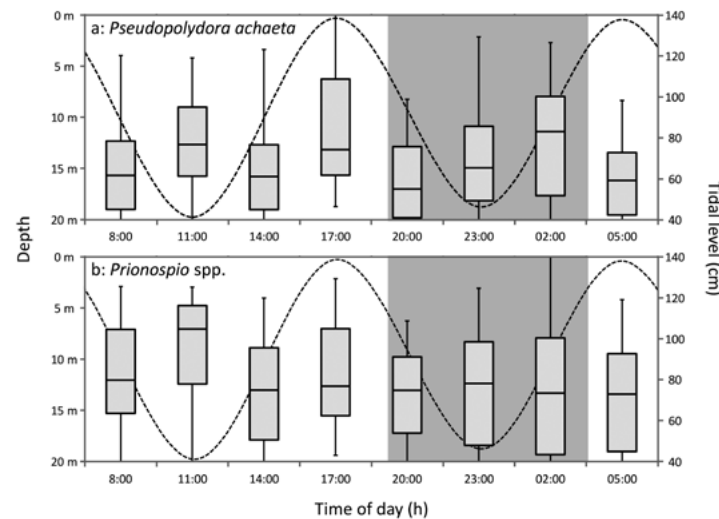 a: Pseudopolydora achaeta
0 m
5 m
10 m
15 m
20 m
140
120
100
80
60
40
8:00 11:00 14:00 17:00 20:00 23:00 02:00 05:00
Depth
Tidal level (cm)
b: Prionospio spp.
0 m
5 m
10 m
15 m
20 m
140
120
100
80
60
40
8:00 11:00 14:00 17:00 20:00 23:00 02:00 05:00
Time of day (h)